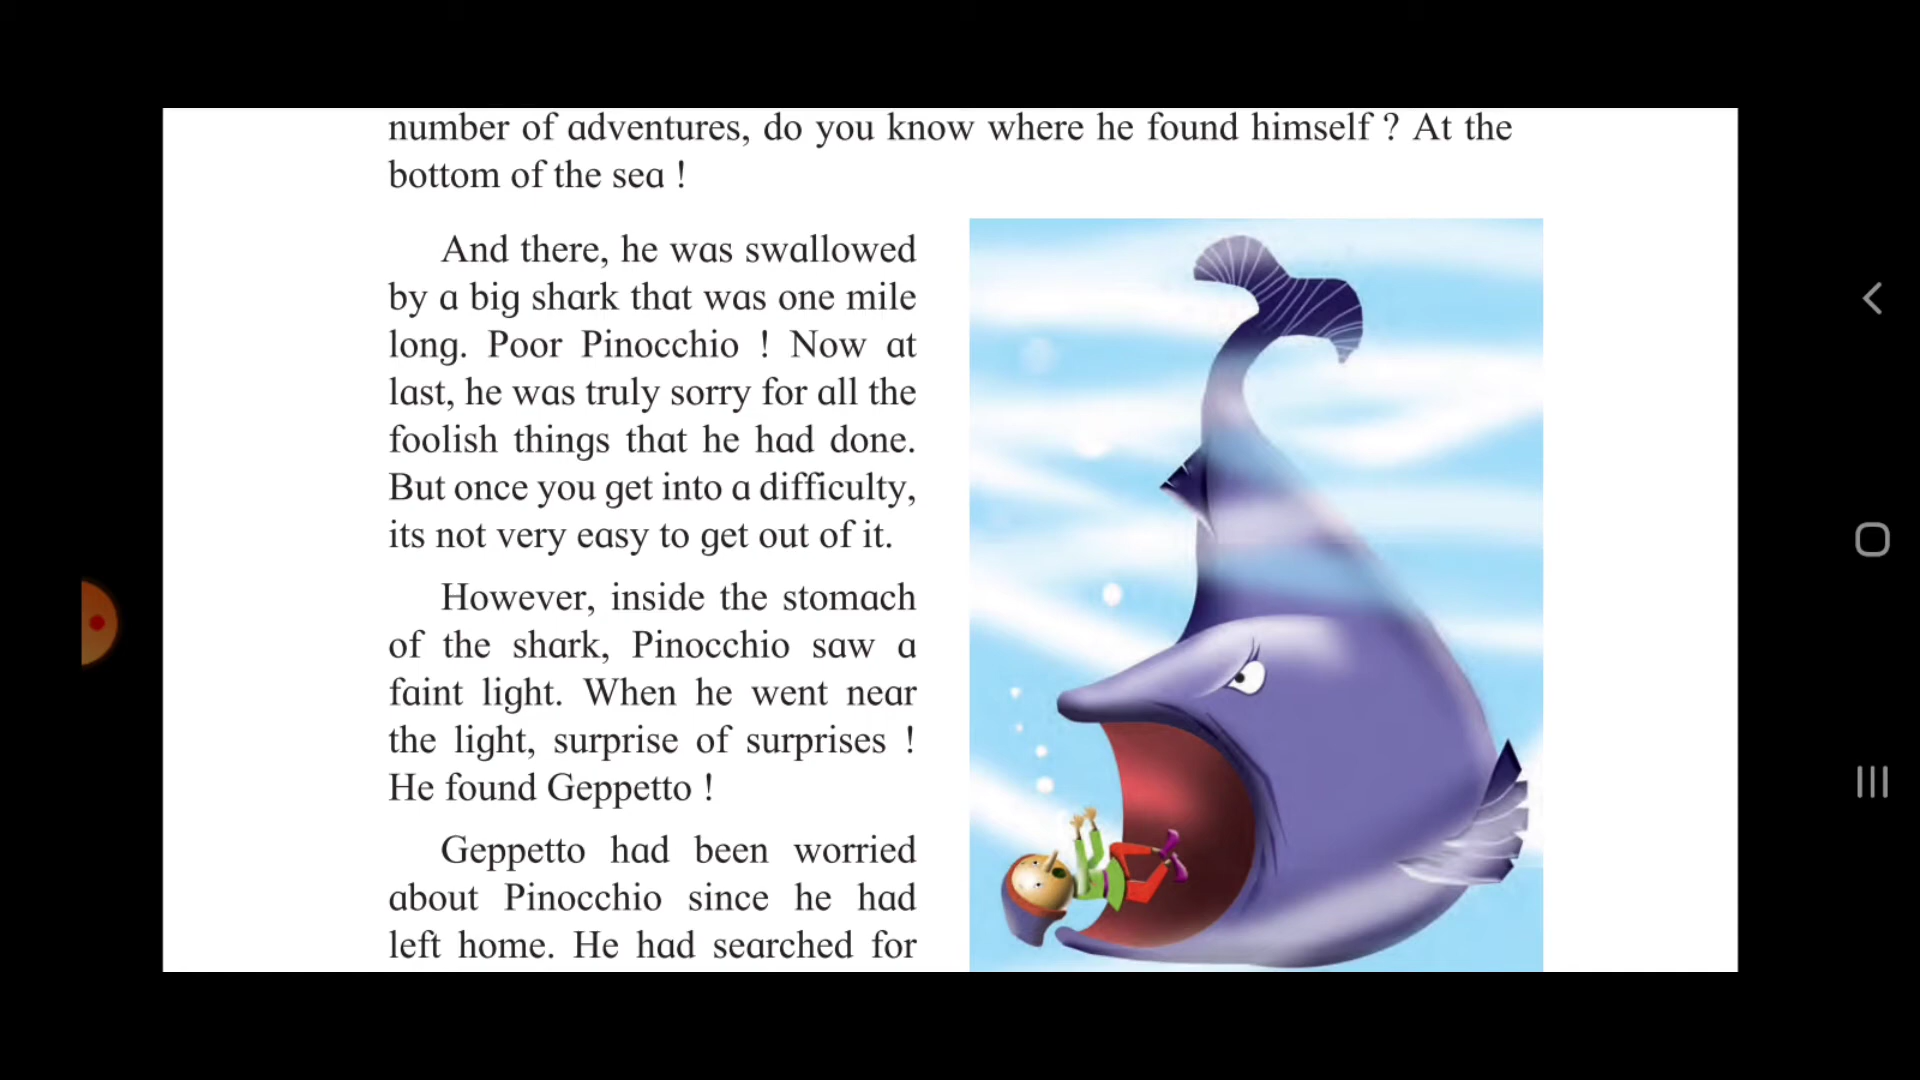 number of adventures, do you know where he found himself ? At the
bottom of the sea !
And there, he was swallowed
by a big shark that was one mile
long. Poor Pinocchio ! Now at
last, he was truly sorry for all the
foolish things that he had done.
But once you get into a difficulty,
its not very easy to get out of it.
However, inside the stomach
of the shark, Pinocchio saw a
faint light. When he went near
the light, surprise of surprises !
He found Geppetto !
Geppetto had been worried
about Pinocchio since he had
left home. He had searched for